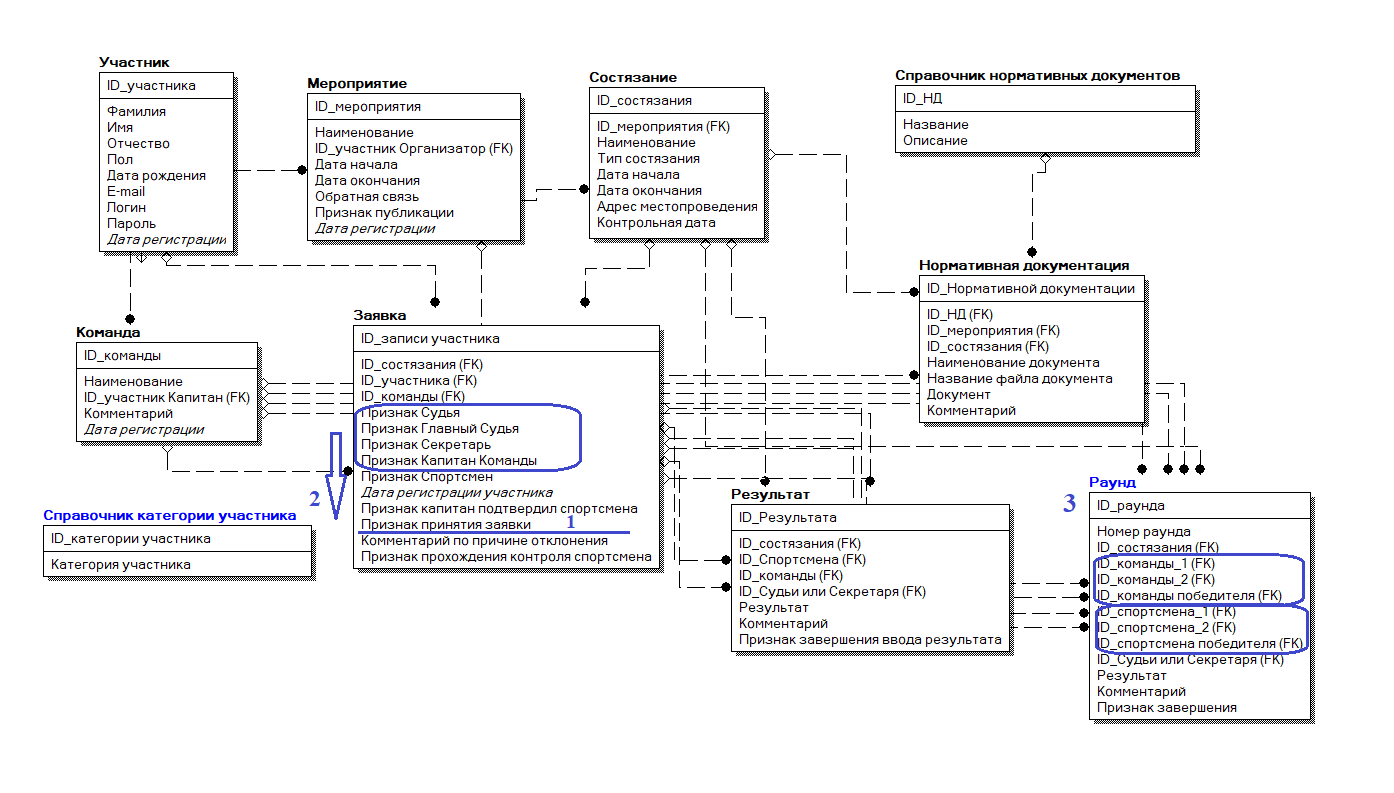 Участник
ID_участника
Фамилия
Имя
Отчество
Пол
Дата рождения
E-mail
Логин
Пароль
Дата регистрации
Мероприятие
ID_мероприятия
Наименование
ID_участник Организатор (FK)
Дата начала
Дата окончания
Обратная связь
Признак публикации
Дата регистрации
Состязание
ID_состязания
ID_мероприятия (FK)
Наименование
Тип состязания
Дата начала
Дата окончания
Адрес местопроведения
Контрольная дата
Справочник нормативных документов
ID_НД
Название
Описание
Нормативная документация
ID_Нормативной документации
ID_НД (FK)
ID_мероприятия (FK)
ID_состязания (FK)
Наименование документа
Название файла документа
Документ
Комментарий
Команда
ID_команды
Наименование
ID_участник Капитан (FK)
Комментарий
Дата регистрации
Заявка
ID_записи участника
ID_состязания (FK)
ID_участника (FK)
ID_команды (FK)
Признак Судья
Признак Главный Судья
Признак Секретарь
Признак Капитан Команды
Признак Спортсмен
Дата регистрации участника
Признак капитан подтвердил спортсмена
Признак принятия заявки
Комментарий по причине отклонения
Признак прохождения контроля спортсмена
1
2
Справочник категории участника
ID_категории участника
Категория участника
Результат
ID_Результата
ID_состязания (FK)
ID_Спортсмена (FK)
ID_команды (FK)
ID_Судьи или Секретаря (FK)
Результат
Комментарий
Признак завершения ввода результата
3
Раунд
ID_раунда
Номер раунда
ID_состязания (FK)
ID_команды_1 (FK)
ID_команды_2 (FK)
ID_команды победителя (FK)
ID_спортсмена_1 (FK)
ID_спортсмена_2 (FK)
ID_спортсмена победителя (FK)
ID_Судьи или Секретаря (FK)
Результат
Комментарий
Признак завершения